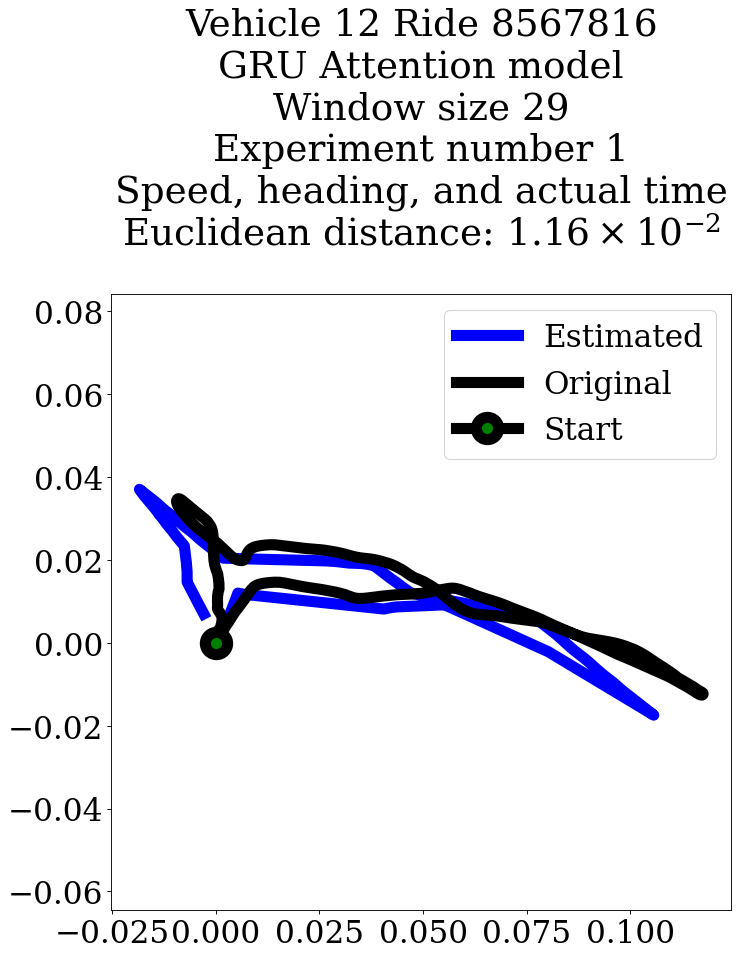 Vehicle 12 Ride 8567816
GRU Attention model
Window size 29
Experiment number 1
Speed, heading, and actual time
Euclidean distance: 1.16 × 10⁻²
Estimated
Original
Start
0.08
0.06
0.04
0.02
0.00
−0.02
−0.04
−0.06
−0.025 0.000 0.025 0.050 0.075 0.100